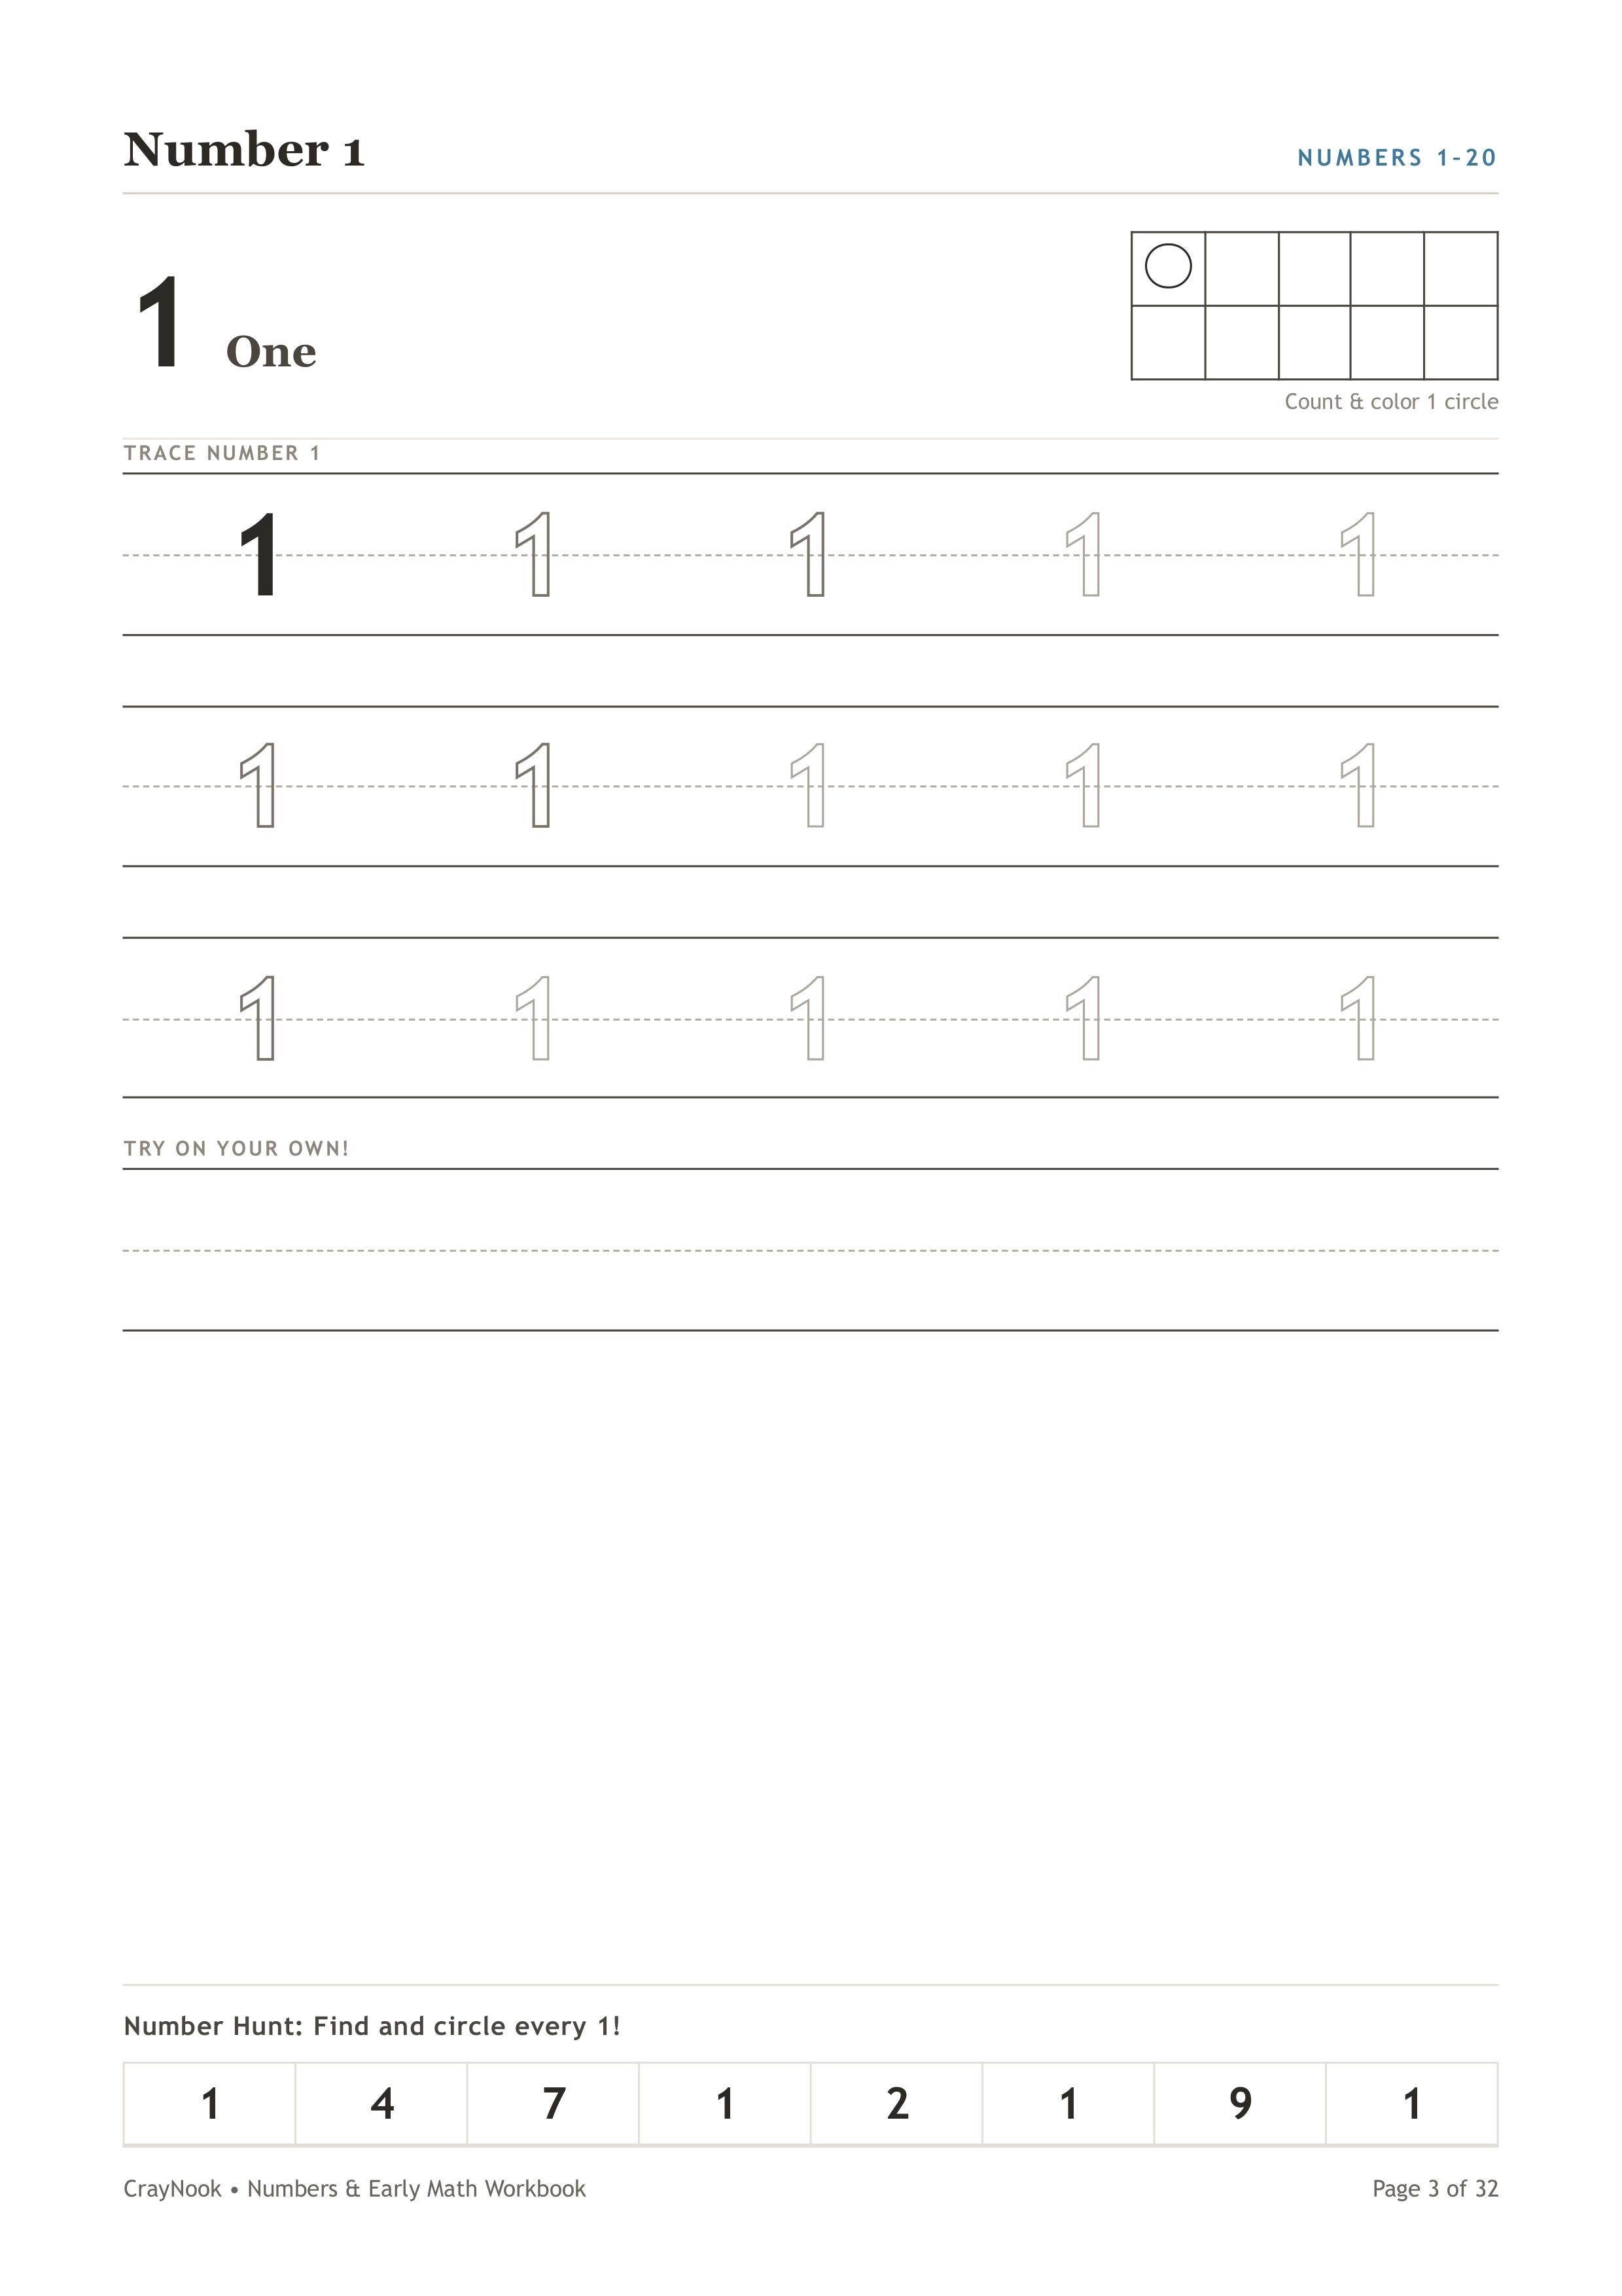 Number 1
NUMBERS 1-20
1 One
Count & color 1 circle
TRACE NUMBER 1
1 1 1 1 1
1 1 1 1 1
1 1 1 1 1
TRY ON YOUR OWN!
Number Hunt: Find and circle every 1!
1 4 7 1 2 1 9 1
CrayNook • Numbers & Early Math Workbook
Page 3 of 32